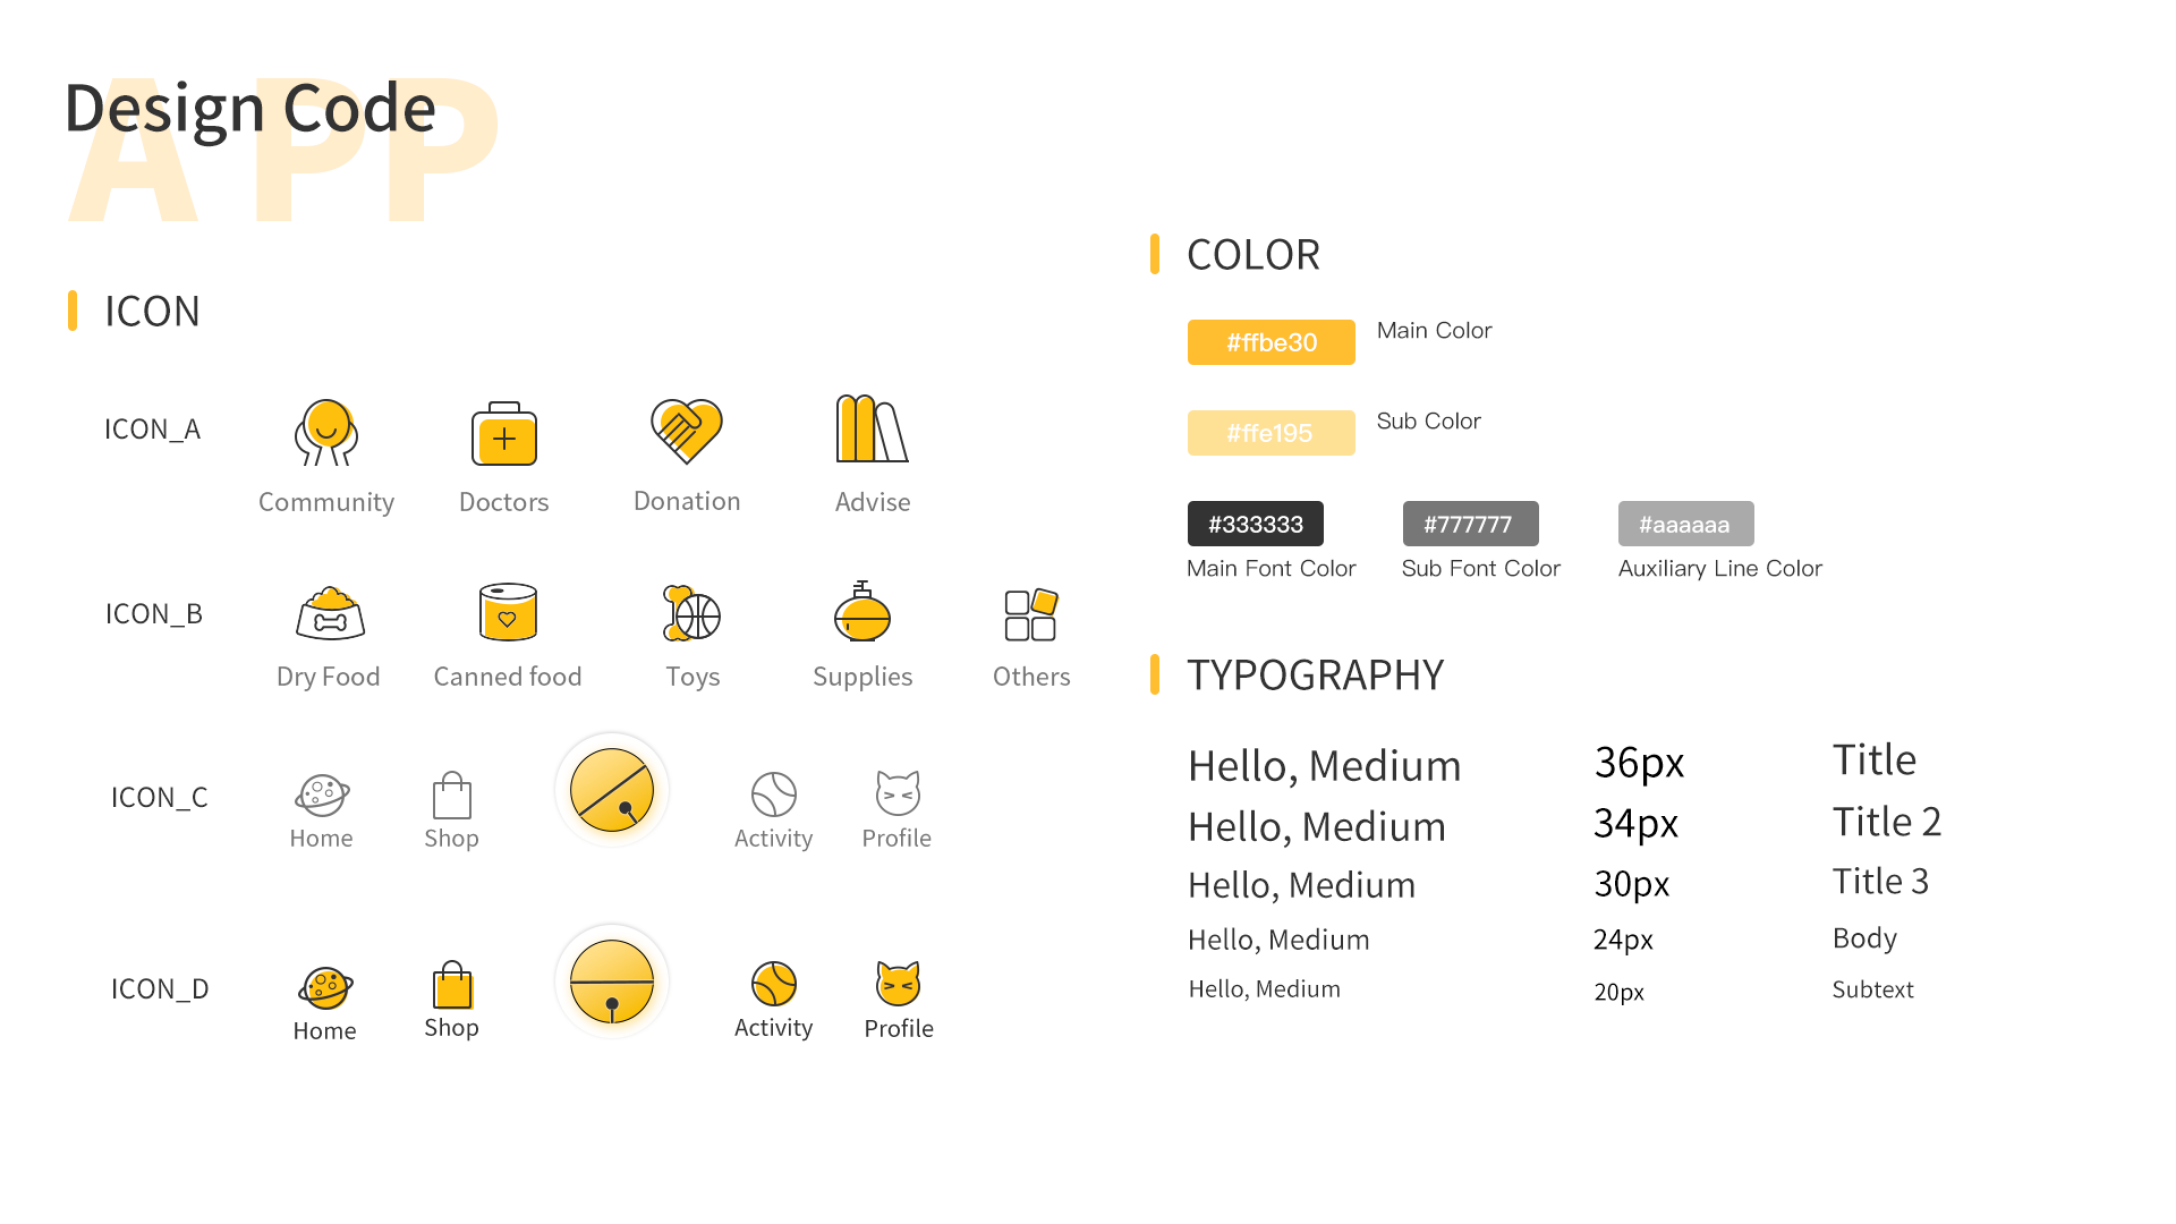 APP
Design Code
ICON
ICON_A
Community
Doctors
Donation
Advise
ICON_B
Dry Food
Canned food
Toys
Supplies
Others
ICON_C
Home
Shop
Activity
Profile
ICON_D
Home
Shop
Activity
Profile
COLOR
#ffbe30
Main Color
#ffe195
Sub Color
#333333
#777777
#aaaaaa
Main Font Color
Sub Font Color
Auxiliary Line Color
TYPOGRAPHY
Hello, Medium 36px Title
Hello, Medium 34px Title 2
Hello, Medium 30px Title 3
Hello, Medium 24px Body
Hello, Medium 20px Subtext